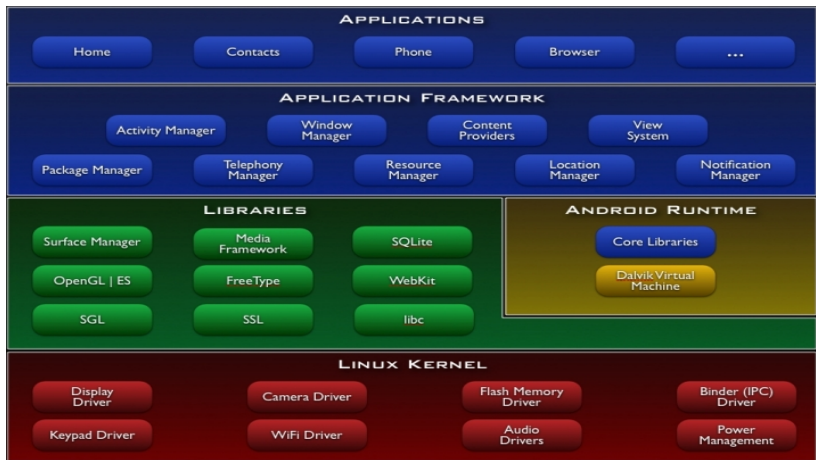 APPLICATIONS
Home
Contacts
Phone
Browser
...
APPLICATION FRAMEWORK
Activity Manager
Window
Manager
Content
Providers
View
System
Package Manager
Telephony
Manager
Resource
Manager
Location
Manager
Notification
Manager
LIBRARIES
Surface Manager
Media
Framework
SQLite
OpenGL | ES
FreeType
WebKit
SGL
SSL
libc
ANDROID RUNTIME
Core Libraries
Dalvik Virtual
Machine
LINUX KERNEL
Display
Driver
Camera Driver
Flash Memory
Driver
Binder (IPC)
Driver
Keypad Driver
WiFi Driver
Audio
Drivers
Power
Management